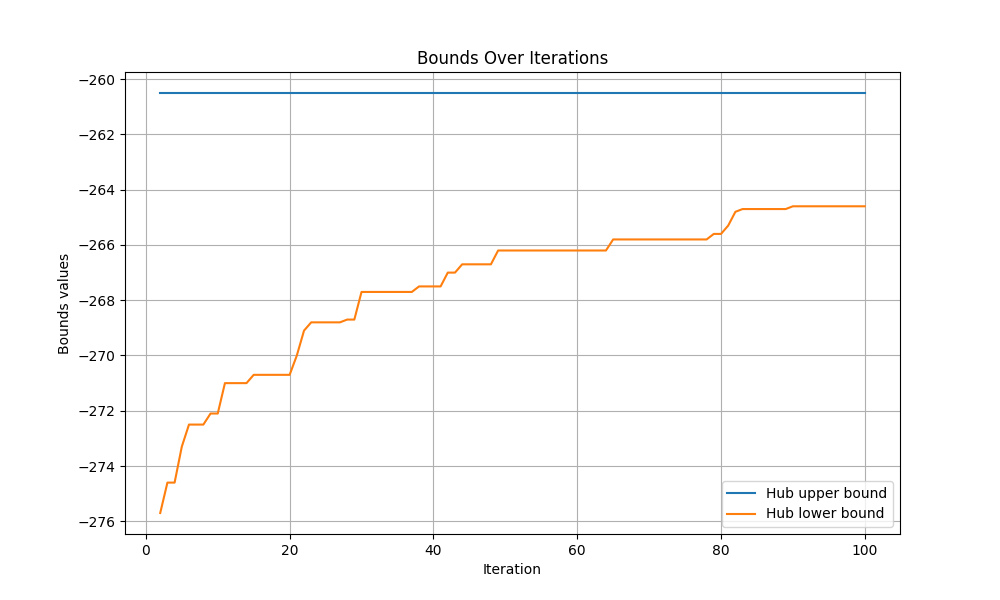 Bounds Over Iterations
Bounds values
−260
−262
−264
−266
−268
−270
−272
−274
−276
Hub upper bound
Hub lower bound
0 20 40 60 80 100
Iteration